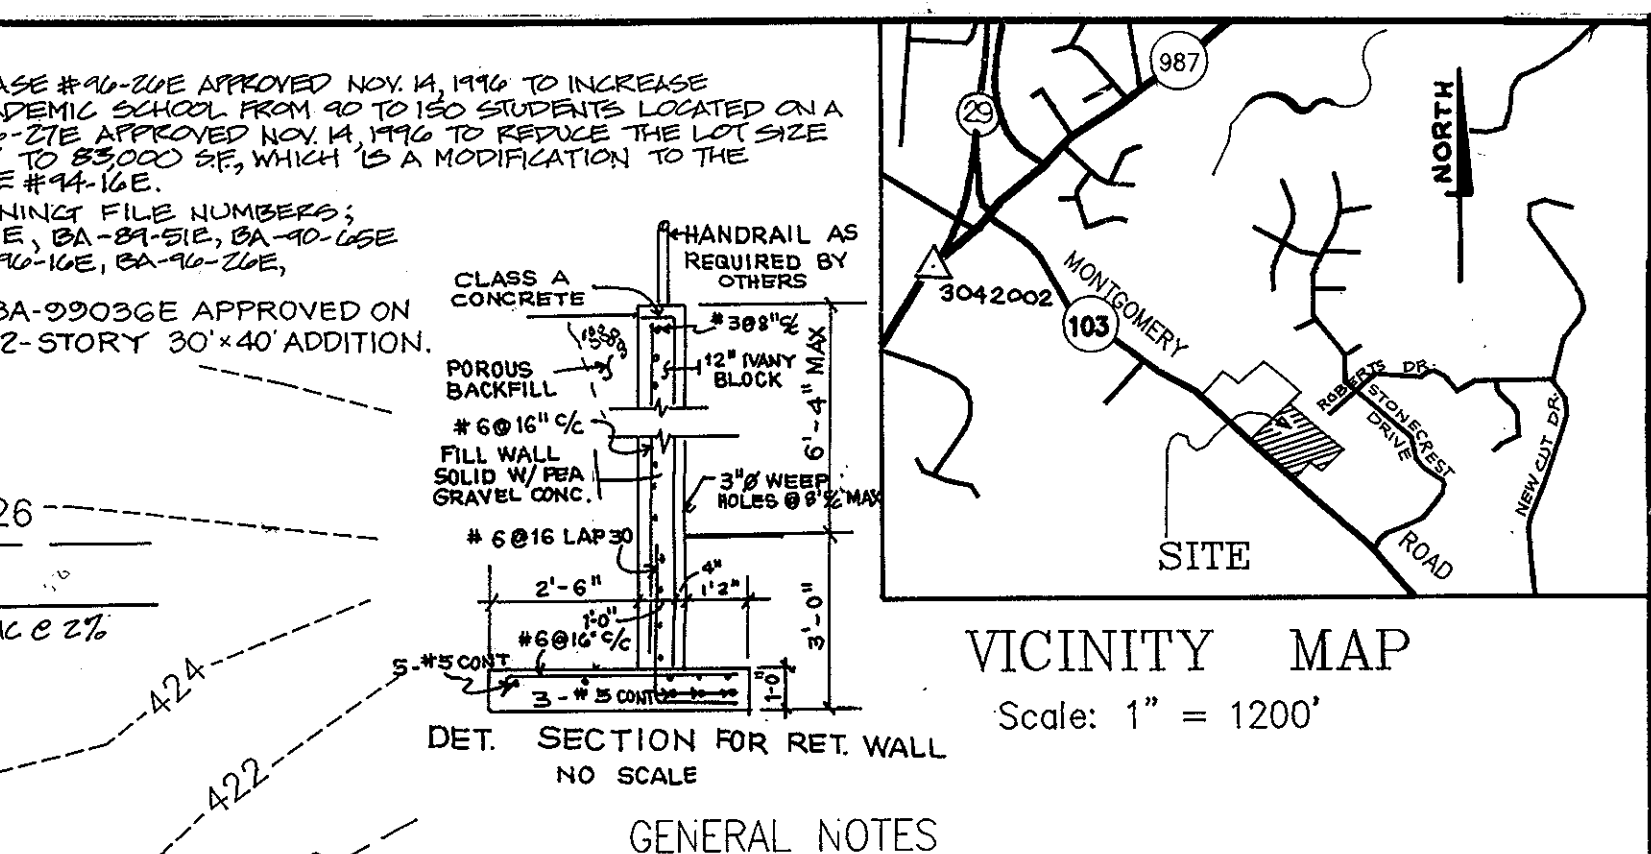 ASE #96-26E APPROVED NOV. 14, 1996 TO INCREASE
ADEMIC SCHOOL FROM 90 TO 150 STUDENTS LOCATED ON A
-27E APPROVED NOV. 14, 1996 TO REDUCE THE LOT SIZE
TO 83,000 S.F., WHICH IS A MODIFICATION TO THE
E #94-16E.
NING FILE NUMBERS;
E, BA-89-51E, BA-90-65E
96-16E, BA-96-26E,
BA-99036E APPROVED ON
2-STORY 30'×40' ADDITION.
HANDRAIL AS
REQUIRED BY
OTHERS
CLASS A
CONCRETE
#3@8" c/c
12" IVANY
BLOCK
POROUS
BACKFILL
6'-4" MAX
#6@16" c/c
FILL WALL
SOLID W/ PEA
GRAVEL CONC.
3"Ø WEEP
HOLES @ 8' c/c MAX
#6@16 LAP 30
26
4"
2'-6"
1'2"
1'-0"
3'-0"
#6@16" c/c
C @ 2%
5-#5 CONT
3-#5 CONT
1'-0"
424
422
DET. SECTION FOR RET. WALL
NO SCALE
GENERAL NOTES
987
29
NORTH
3042002
MONTGOMERY
103
ROBERTS DR.
STONECREST
DRIVE
NEW CUT DR.
SITE
ROAD
VICINITY MAP
Scale: 1" = 1200'